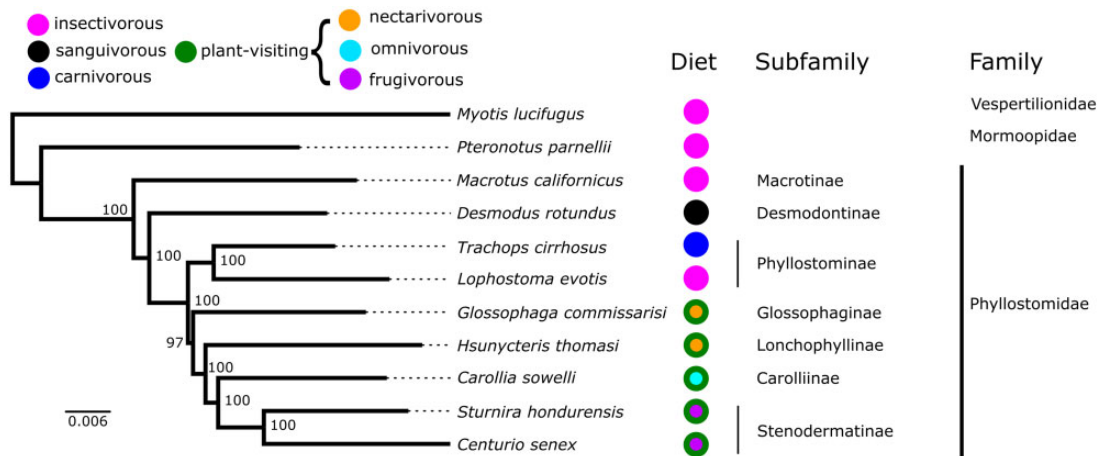 insectivorous
sanguivorous
carnivorous
plant-visiting
nectarivorous
omnivorous
frugivorous
Diet Subfamily Family
Myotis lucifugus Vespertilionidae
Mormoopidae
Pteronotus parnellii
Macrotus californicus Macrotinae
100
Desmodus rotundus Desmodontinae
Trachops cirrhosus
100
100
Phyllostominae
Lophostoma evotis
100
Phyllostomidae
Glossophaga commissarisi Glossophaginae
97
Hsunycteris thomasi Lonchophyllinae
100
Carollia sowelli Carolliinae
100
Sturnira hondurensis
0.006
100
Stenodermatinae
Centurio senex